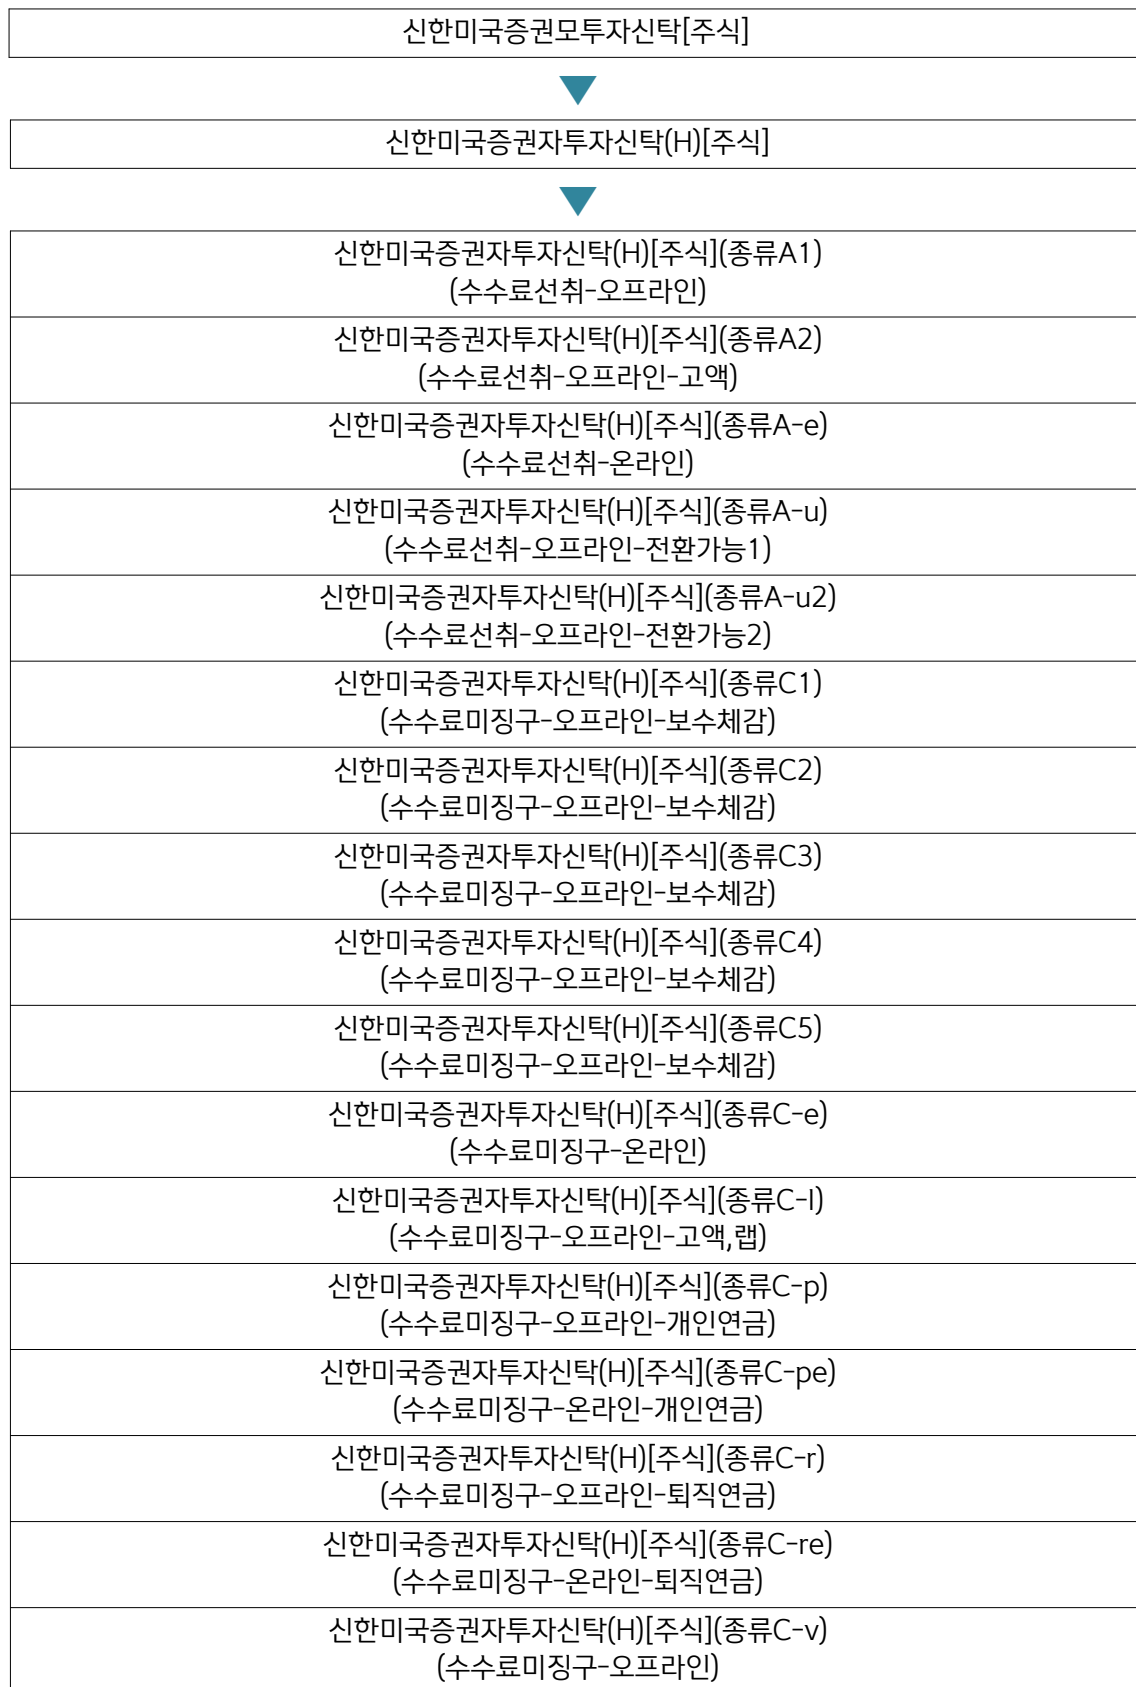 신한미국증권모투자신탁[주식]
신한미국증권자투자신탁(H)[주식]
신한미국증권자투자신탁(H)[주식](종류A1)
(수수료선취-오프라인)
신한미국증권자투자신탁(H)[주식](종류A2)
(수수료선취-오프라인-고액)
신한미국증권자투자신탁(H)[주식](종류A-e)
(수수료선취-온라인)
신한미국증권자투자신탁(H)[주식](종류A-u)
(수수료선취-오프라인-전환가능1)
신한미국증권자투자신탁(H)[주식](종류A-u2)
(수수료선취-오프라인-전환가능2)
신한미국증권자투자신탁(H)[주식](종류C1)
(수수료미징구-오프라인-보수체감)
신한미국증권자투자신탁(H)[주식](종류C2)
(수수료미징구-오프라인-보수체감)
신한미국증권자투자신탁(H)[주식](종류C3)
(수수료미징구-오프라인-보수체감)
신한미국증권자투자신탁(H)[주식](종류C4)
(수수료미징구-오프라인-보수체감)
신한미국증권자투자신탁(H)[주식](종류C5)
(수수료미징구-오프라인-보수체감)
신한미국증권자투자신탁(H)[주식](종류C-e)
(수수료미징구-온라인)
신한미국증권자투자신탁(H)[주식](종류C-I)
(수수료미징구-오프라인-고액,랩)
신한미국증권자투자신탁(H)[주식](종류C-p)
(수수료미징구-오프라인-개인연금)
신한미국증권자투자신탁(H)[주식](종류C-pe)
(수수료미징구-온라인-개인연금)
신한미국증권자투자신탁(H)[주식](종류C-r)
(수수료미징구-오프라인-퇴직연금)
신한미국증권자투자신탁(H)[주식](종류C-re)
(수수료미징구-온라인-퇴직연금)
신한미국증권자투자신탁(H)[주식](종류C-v)
(수수료미징구-오프라인)